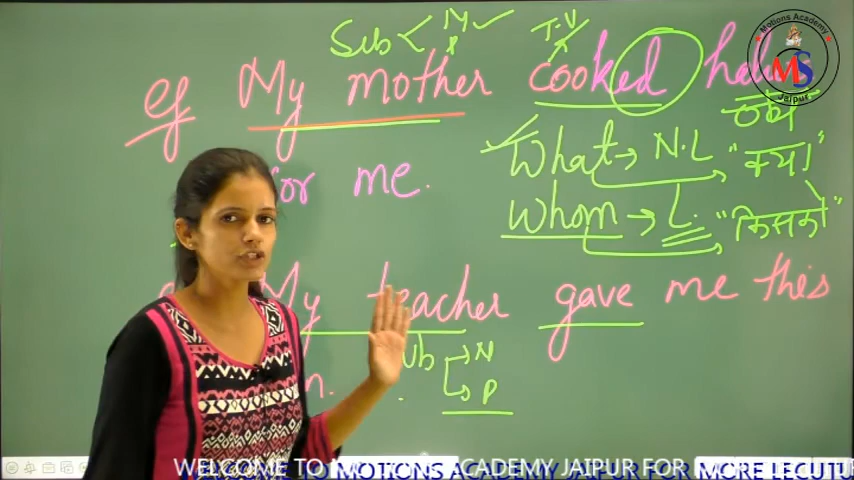 Sub N T.V
P
eg My mother cooked
Obj
What → N.L "क्या"
for me.
Whom → L. "किसको"
My teacher gave me this
ub → N
→ P
n.
Motions Academy
MS
Jaipur
WELCOME TO MOTIONS ACADEMY JAIPUR FOR MORE LECUTU